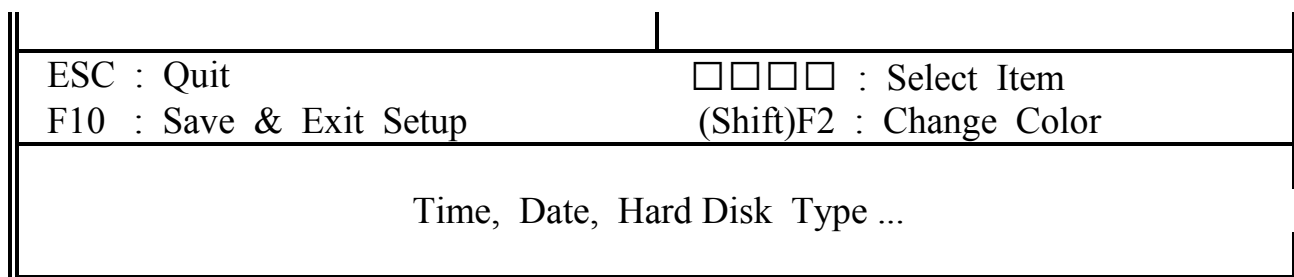 ESC : Quit
□□□□ : Select Item
F10 : Save & Exit Setup
(Shift)F2 : Change Color
Time, Date, Hard Disk Type ...